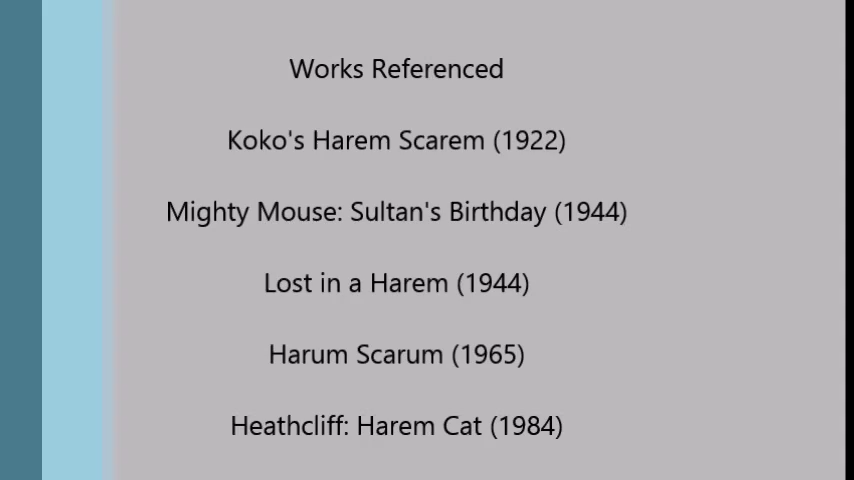 Works Referenced
Koko's Harem Scarem (1922)
Mighty Mouse: Sultan's Birthday (1944)
Lost in a Harem (1944)
Harum Scarum (1965)
Heathcliff: Harem Cat (1984)